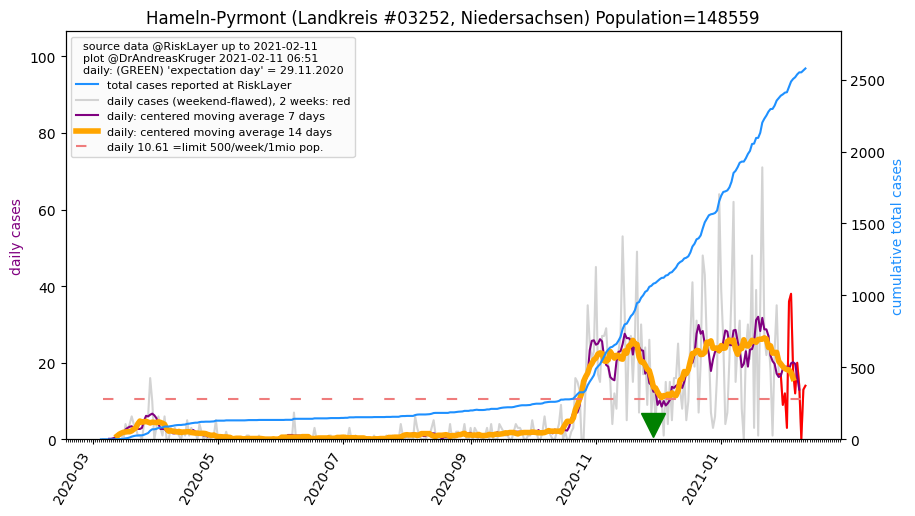 Hameln-Pyrmont (Landkreis #03252, Niedersachsen) Population=148559
source data @RiskLayer up to 2021-02-11
plot @DrAndreasKruger 2021-02-11 06:51
daily: (GREEN) 'expectation day' = 29.11.2020
total cases reported at RiskLayer
daily cases (weekend-flawed), 2 weeks: red
daily: centered moving average 7 days
daily: centered moving average 14 days
daily 10.61 =limit 500/week/1mio pop.
daily cases
100
80
60
40
20
0
cumulative total cases
2500
2000
1500
1000
500
0
2020-03
2020-05
2020-07
2020-09
2020-11
2021-01